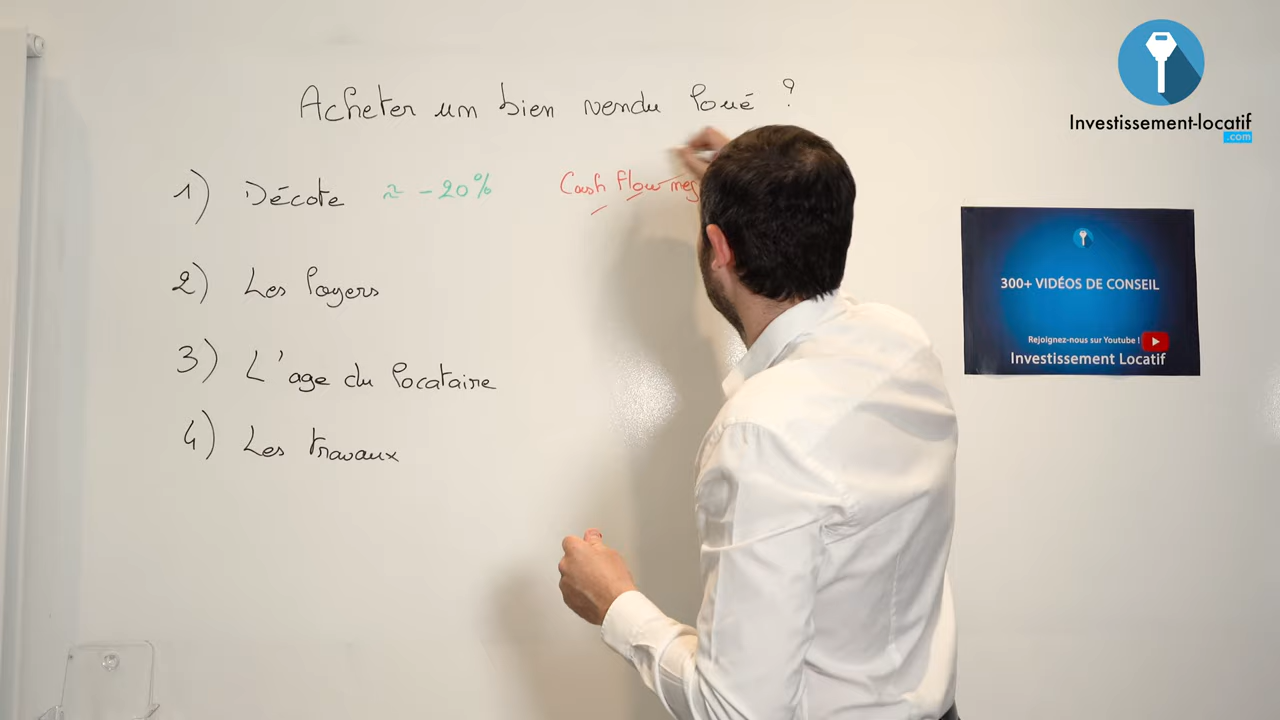 Acheter un bien vendu loué ?
1) Décote ≈ -20% Cash flow neg
2) Les loyers
3) L'age du locataire
4) Les travaux
Investissement-locatif
.com
300+ VIDÉOS DE CONSEIL
Rejoignez-nous sur Youtube !
Investissement Locatif